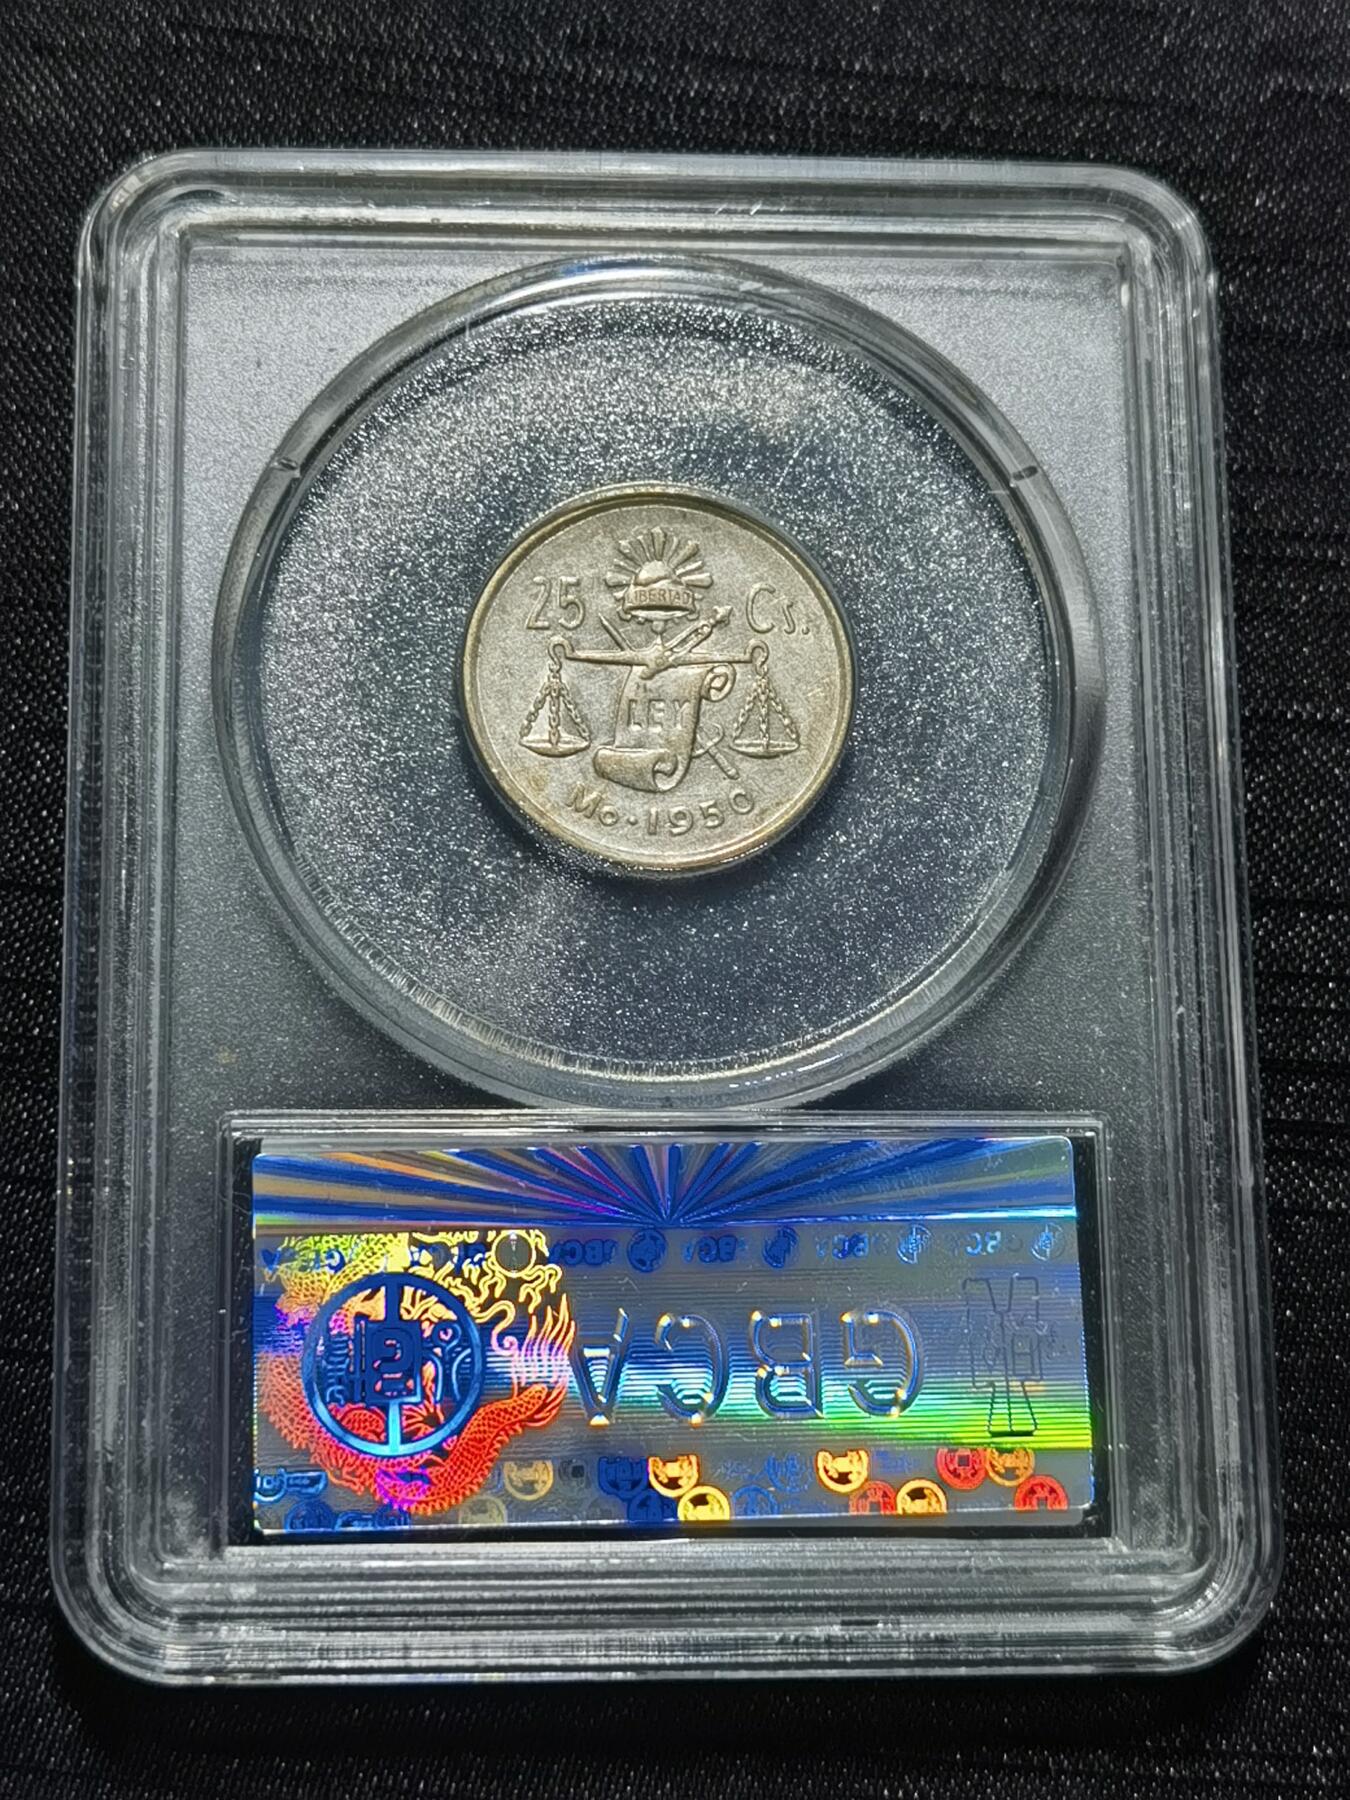 LIBERTAD
25 Cs.
LEY
Mo·1950
GBCA